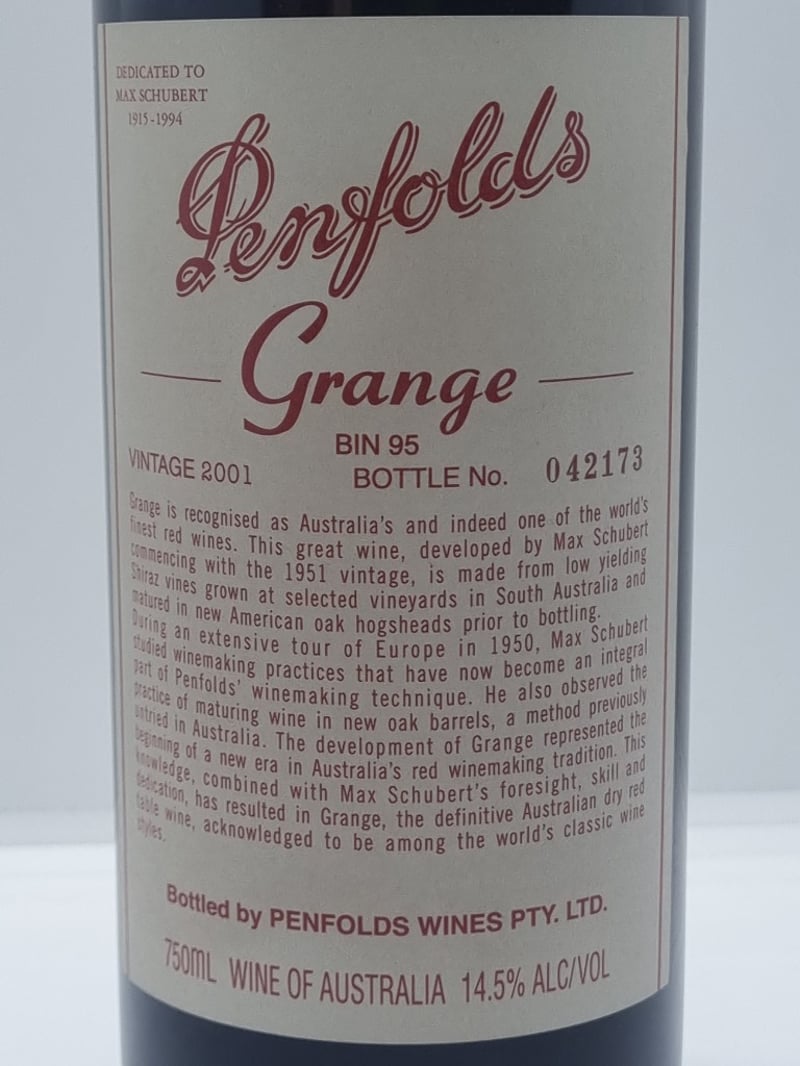 DEDICATED TO
MAX SCHUBERT
1915-1994
Penfolds
Grange
BIN 95
VINTAGE 2001 BOTTLE No. 042173
Grange is recognised as Australia's and indeed one of the world's
finest red wines. This great wine, developed by Max Schubert
commencing with the 1951 vintage, is made from low yielding
Shiraz vines grown at selected vineyards in South Australia and
matured in new American oak hogsheads prior to bottling.
During an extensive tour of Europe in 1950, Max Schubert
studied winemaking practices that have now become an integral
part of Penfolds' winemaking technique. He also observed the
practice of maturing wine in new oak barrels, a method previously
untried in Australia. The development of Grange represented the
beginning of a new era in Australia's red winemaking tradition. This
knowledge, combined with Max Schubert's foresight, skill and
dedication, has resulted in Grange, the definitive Australian dry red
table wine, acknowledged to be among the world's classic wine
styles.
Bottled by PENFOLDS WINES PTY. LTD.
750ML WINE OF AUSTRALIA 14.5% ALC/VOL